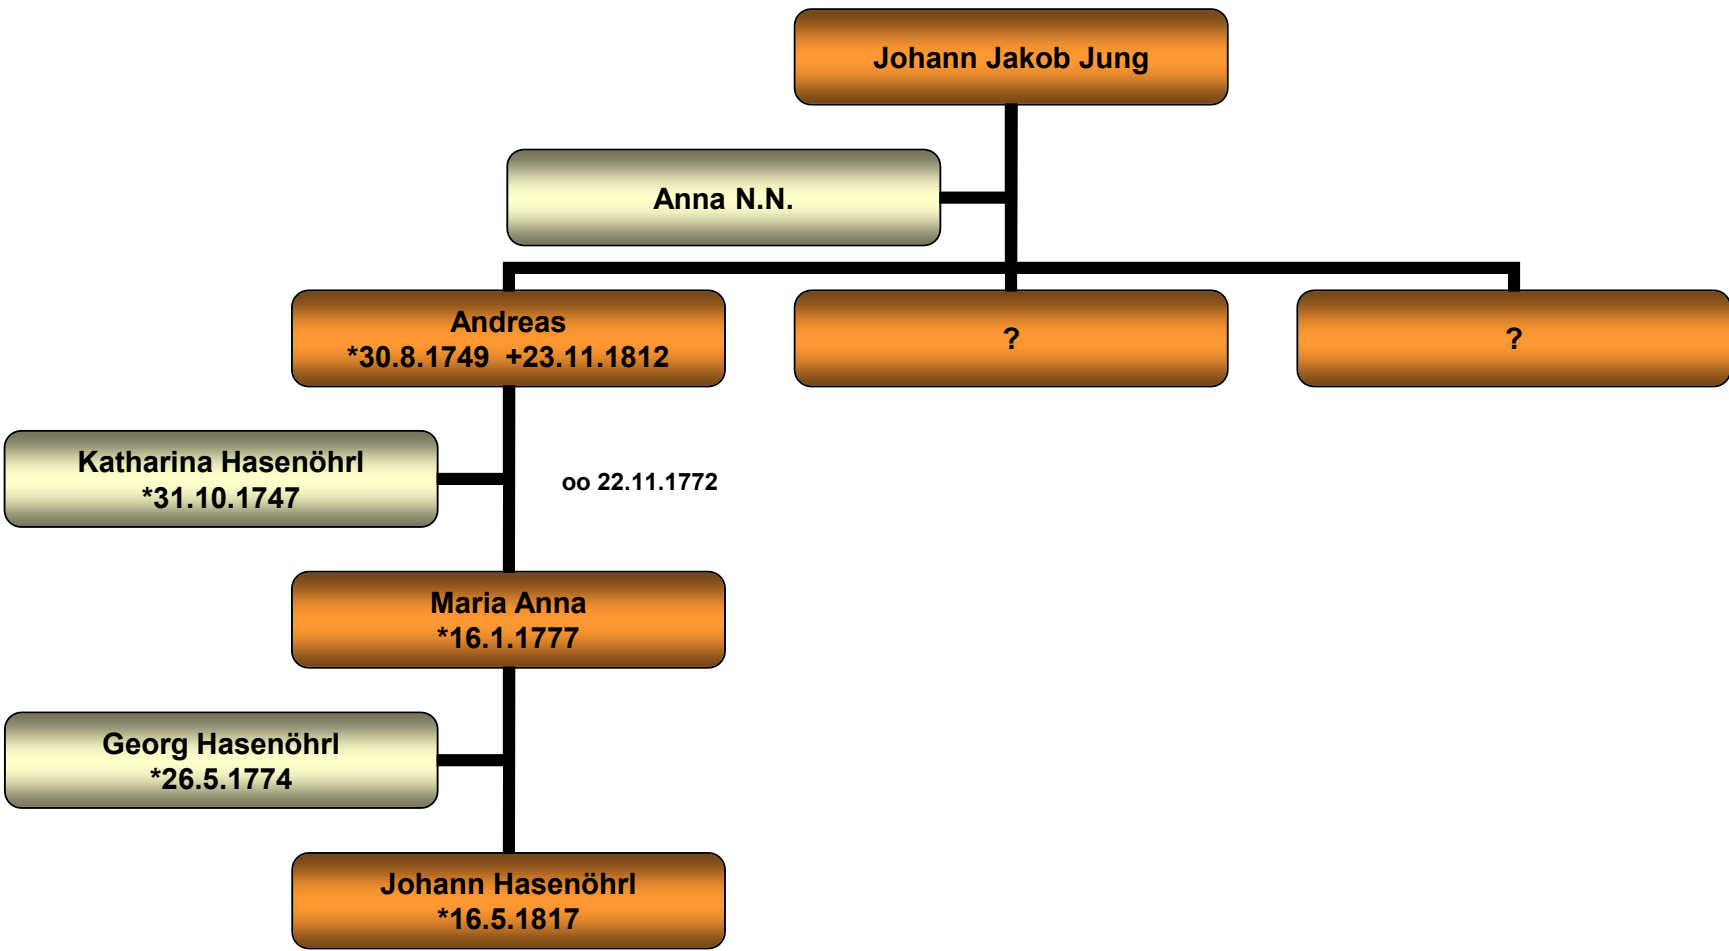 Johann Jakob Jung
Anna N.N.
Andreas
*30.8.1749 +23.11.1812
?
?
Katharina Hasenöhrl
*31.10.1747
oo 22.11.1772
Maria Anna
*16.1.1777
Georg Hasenöhrl
*26.5.1774
Johann Hasenöhrl
*16.5.1817